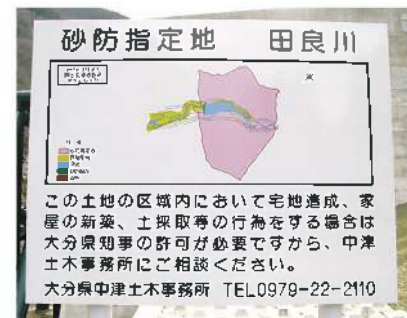 砂防指定地　田良川
この土地の区域内において宅地造成、家
屋の新築、土採取等の行為をする場合は
大分県知事の許可が必要ですから、中津
土木事務所にご相談ください。
大分県中津土木事務所 TEL0979-22-2110